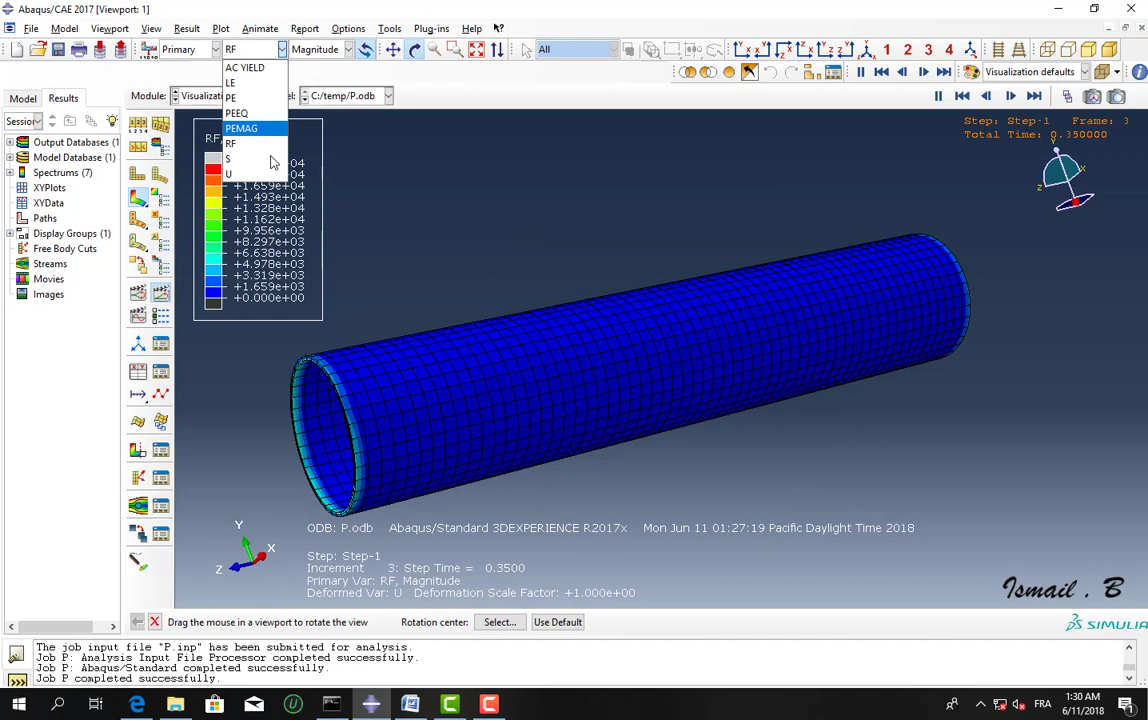 Abaqus/CAE 2017 [Viewport: 1]
File Model Viewport View Result Plot Animate Report Options Tools Plug-ins Help
Primary RF Magnitude All 1 2 3 4 Visualization defaults
Model Results Module: Visualiz C:/temp/P.odb
AC YIELD
LE
PE
PEEQ
PEMAG
RF
S
U
Output Databases (1)
Model Database (1)
Spectrums (7)
XYPlots
XYData
Paths
Display Groups (1)
Free Body Cuts
Streams
Movies
Images
RF,
+1.659e+04
+1.493e+04
+1.328e+04
+1.162e+04
+9.956e+03
+8.297e+03
+6.638e+03
+4.978e+03
+3.319e+03
+1.659e+03
+0.000e+00
Step: Step-1 Frame: 3
Total Time: 0.350000
Y
X
Z
Y
X
Z
ODB: P.odb Abaqus/Standard 3DEXPERIENCE R2017x Mon Jun 11 01:27:19 Pacific Daylight Time 2018
Step: Step-1
Increment 3: Step Time = 0.3500
Primary Var: RF, Magnitude
Deformed Var: U Deformation Scale Factor: +1.000e+00
Ismail . B
Drag the mouse in a viewport to rotate the view Rotation center: Select... Use Default
SIMULIA
The job input file "P.inp" has been submitted for analysis.
Job P: Analysis Input File Processor completed successfully.
Job P: Abaqus/Standard completed successfully.
Job P completed successfully.
FRA 1:30 AM
6/11/2018